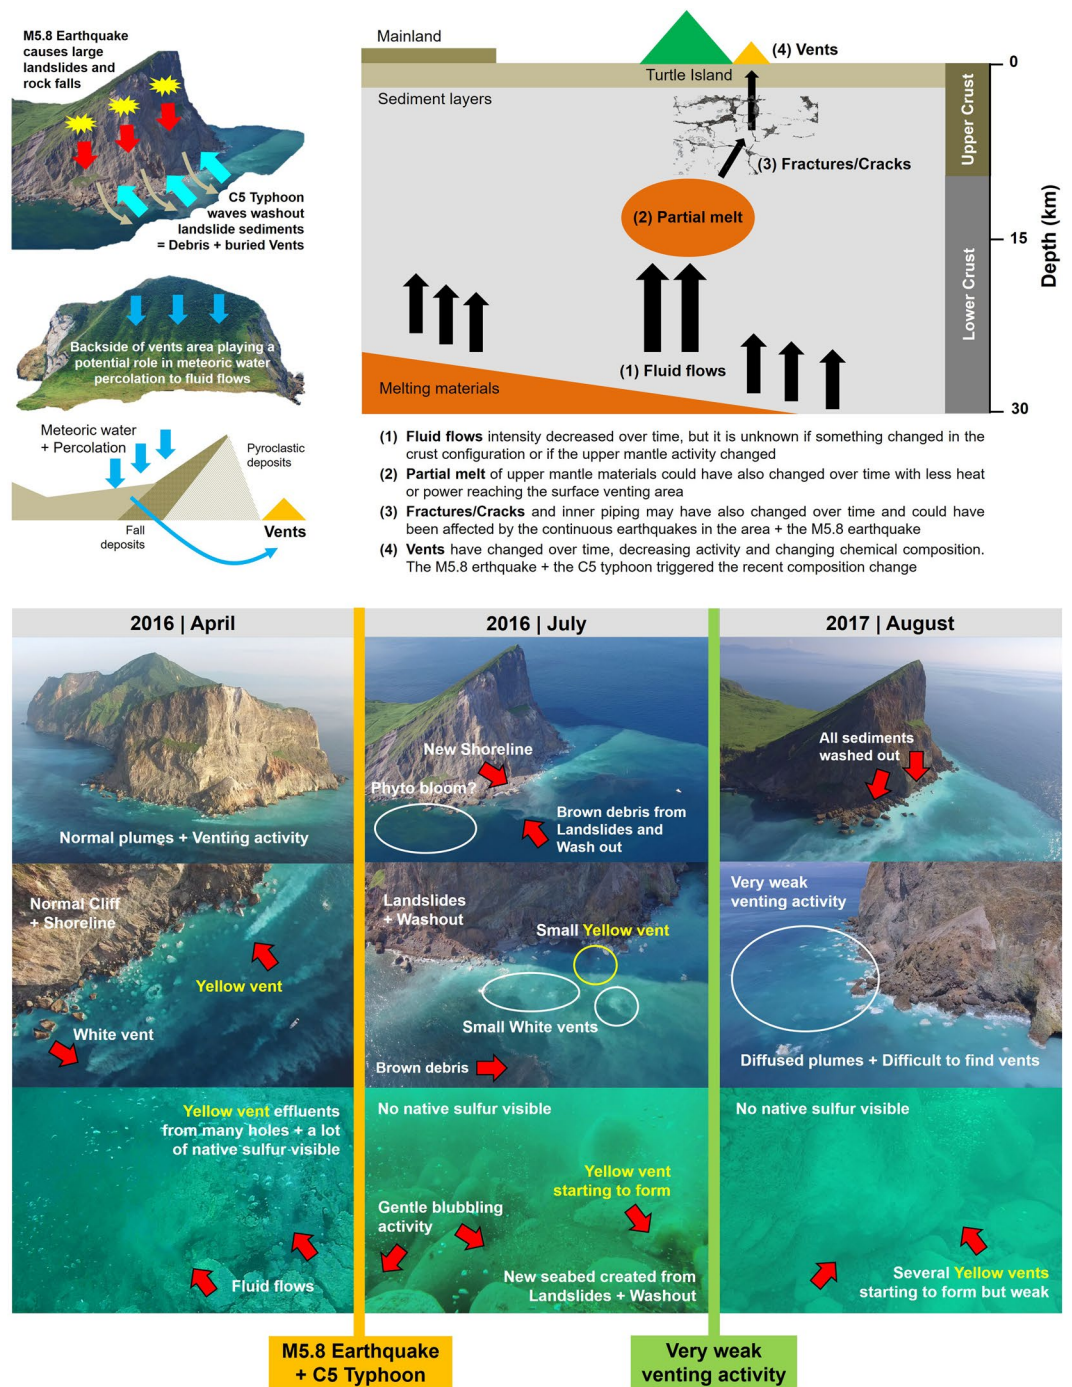 M5.8 Earthquake
causes large
landslides and
rock falls
C5 Typhoon
waves washout
landslide sediments
= Debris + buried Vents
Backside of vents area playing a
potential role in meteoric water
percolation to fluid flows
Meteoric water
+ Percolation
Pyroclastic
deposits
Fall
deposits
Vents
Mainland
(4) Vents
Turtle Island
Sediment layers
(3) Fractures/Cracks
(2) Partial melt
(1) Fluid flows
Melting materials
Upper Crust
Lower Crust
0
15
30
Depth (km)
(1) Fluid flows intensity decreased over time, but it is unknown if something changed in the
crust configuration or if the upper mantle activity changed
(2) Partial melt of upper mantle materials could have also changed over time with less heat
or power reaching the surface venting area
(3) Fractures/Cracks and inner piping may have also changed over time and could have
been affected by the continuous earthquakes in the area + the M5.8 earthquake
(4) Vents have changed over time, decreasing activity and changing chemical composition.
The M5.8 erthquake + the C5 typhoon triggered the recent composition change
2016 | April
2016 | July
2017 | August
Normal plumes + Venting activity
New Shoreline
Phyto bloom?
Brown debris from
Landslides and
Wash out
All sediments
washed out
Normal Cliff
+ Shoreline
Yellow vent
White vent
Landslides
+ Washout
Small Yellow vent
Small White vents
Brown debris
Very weak
venting activity
Diffused plumes + Difficult to find vents
Yellow vent effluents
from many holes + a lot
of native sulfur visible
Fluid flows
No native sulfur visible
Yellow vent
starting to form
Gentle blubbling
activity
New seabed created from
Landslides + Washout
No native sulfur visible
Several Yellow vents
starting to form but weak
M5.8 Earthquake
+ C5 Typhoon
Very weak
venting activity